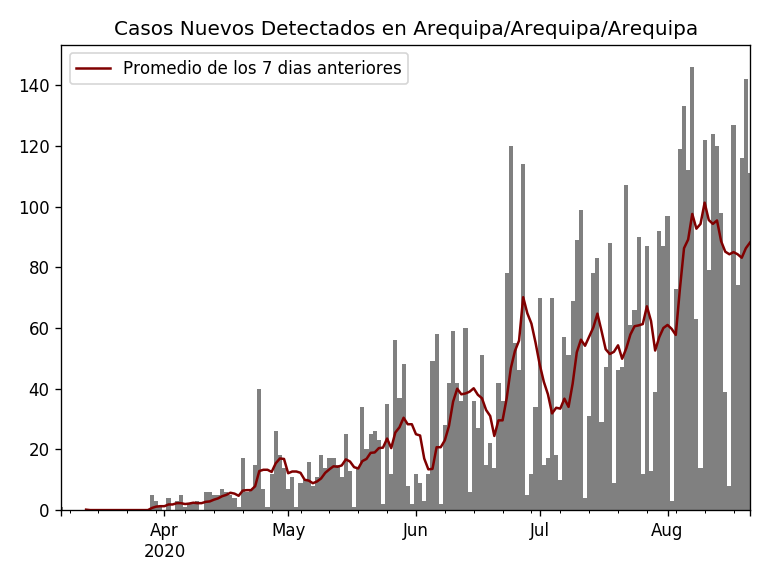 Casos Nuevos Detectados en Arequipa/Arequipa/Arequipa
Promedio de los 7 dias anteriores
140
120
100
80
60
40
20
0
Apr
2020
May
Jun
Jul
Aug